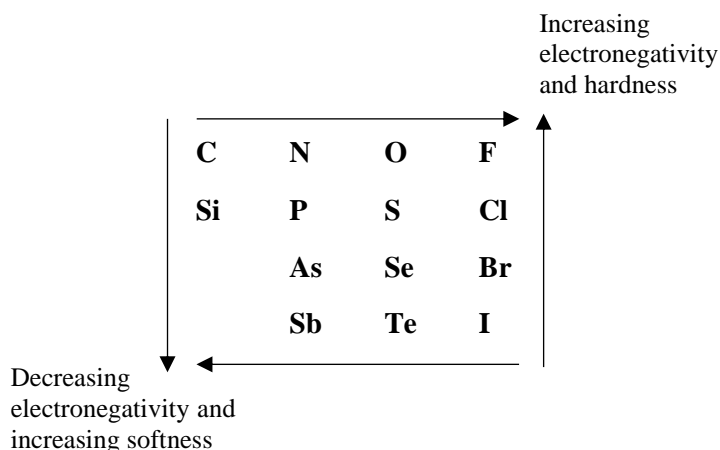 Increasing
electronegativity
and hardness
C N O F
Si P S Cl
As Se Br
Sb Te I
Decreasing
electronegativity and
increasing softness